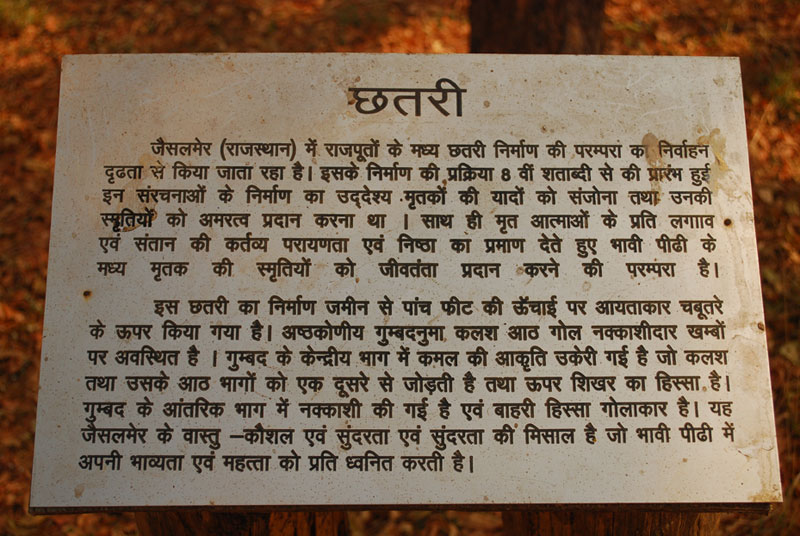 छतरी
जैसलमेर (राजस्थान) में राजपूतों के मध्य छतरी निर्माण की परम्परा का निर्वाहन
दृढता से किया जाता रहा है। इसके निर्माण की प्रक्रिया 8 वीं शताब्दी से की प्रारंभ हुई
इन संरचनाओं के निर्माण का उद्देश्य मृतकों की यादों को संजोना तथा उनकी
स्मृतियों को अमरत्व प्रदान करना था । साथ ही मृत आत्माओं के प्रति लगााव
एवं संतान की कर्तव्य परायणता एवं निष्ठा का प्रमाण देते हुए भावी पीढी के
मध्य मृतक की स्मृतियों को जीवतंता प्रदान करने की परम्परा है।
इस छतरी का निर्माण जमीन से पांच फीट की ऊॅचाई पर आयताकार चबूतरे
के ऊपर किया गया है। अष्ठकोणीय गुम्बदनुमा कलश आठ गोल नक्काशीदार खम्बों
पर अवस्थित है । गुम्बद के केन्द्रीय भाग में कमल की आकृति उकेरी गई है जो कलश
तथा उसके आठ भागों को एक दूसरे से जोड़ती है तथा ऊपर शिखर का हिस्सा है।
गुम्बद के आंतरिक भाग में नक्काशी की गई है एवं बाहरी हिस्सा गोलाकार है। यह
जैसलमेर के वास्तु –कौशल एवं सुंदरता एवं सुंदरता की मिसाल है जो भावी पीढी में
अपनी भाव्यता एवं महत्ता को प्रति ध्वनित करती है।